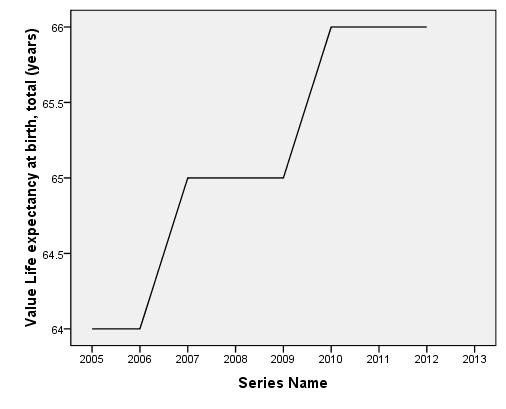 Value Life expectancy at birth, total (years)
66
65.5
65
64.5
64
2005 2006 2007 2008 2009 2010 2011 2012 2013
Series Name